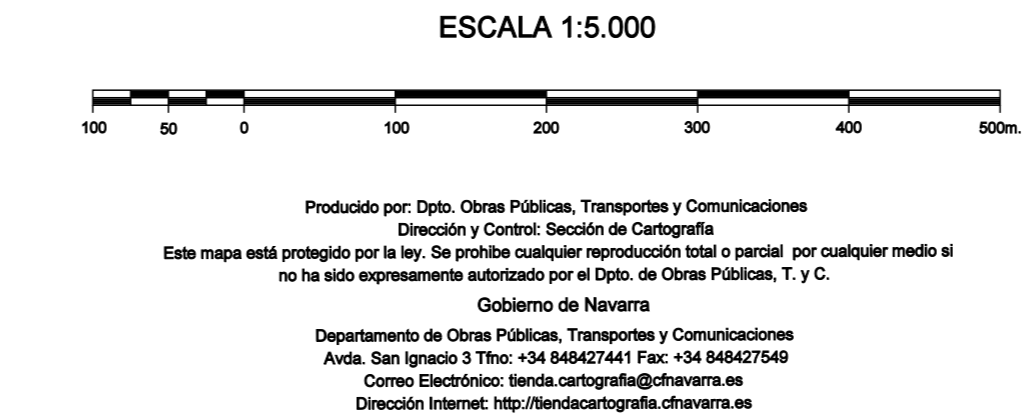 ESCALA 1:5.000
100 50 0 100 200 300 400 500m.
Producido por: Dpto. Obras Públicas, Transportes y Comunicaciones
Dirección y Control: Sección de Cartografía
Este mapa está protegido por la ley. Se prohibe cualquier reproducción total o parcial por cualquier medio si
no ha sido expresamente autorizado por el Dpto. de Obras Públicas, T. y C.
Gobierno de Navarra
Departamento de Obras Públicas, Transportes y Comunicaciones
Avda. San Ignacio 3 Tfno: +34 848427441 Fax: +34 848427549
Correo Electrónico: tienda.cartografia@cfnavarra.es
Dirección Internet: http://tiendacartografia.cfnavarra.es